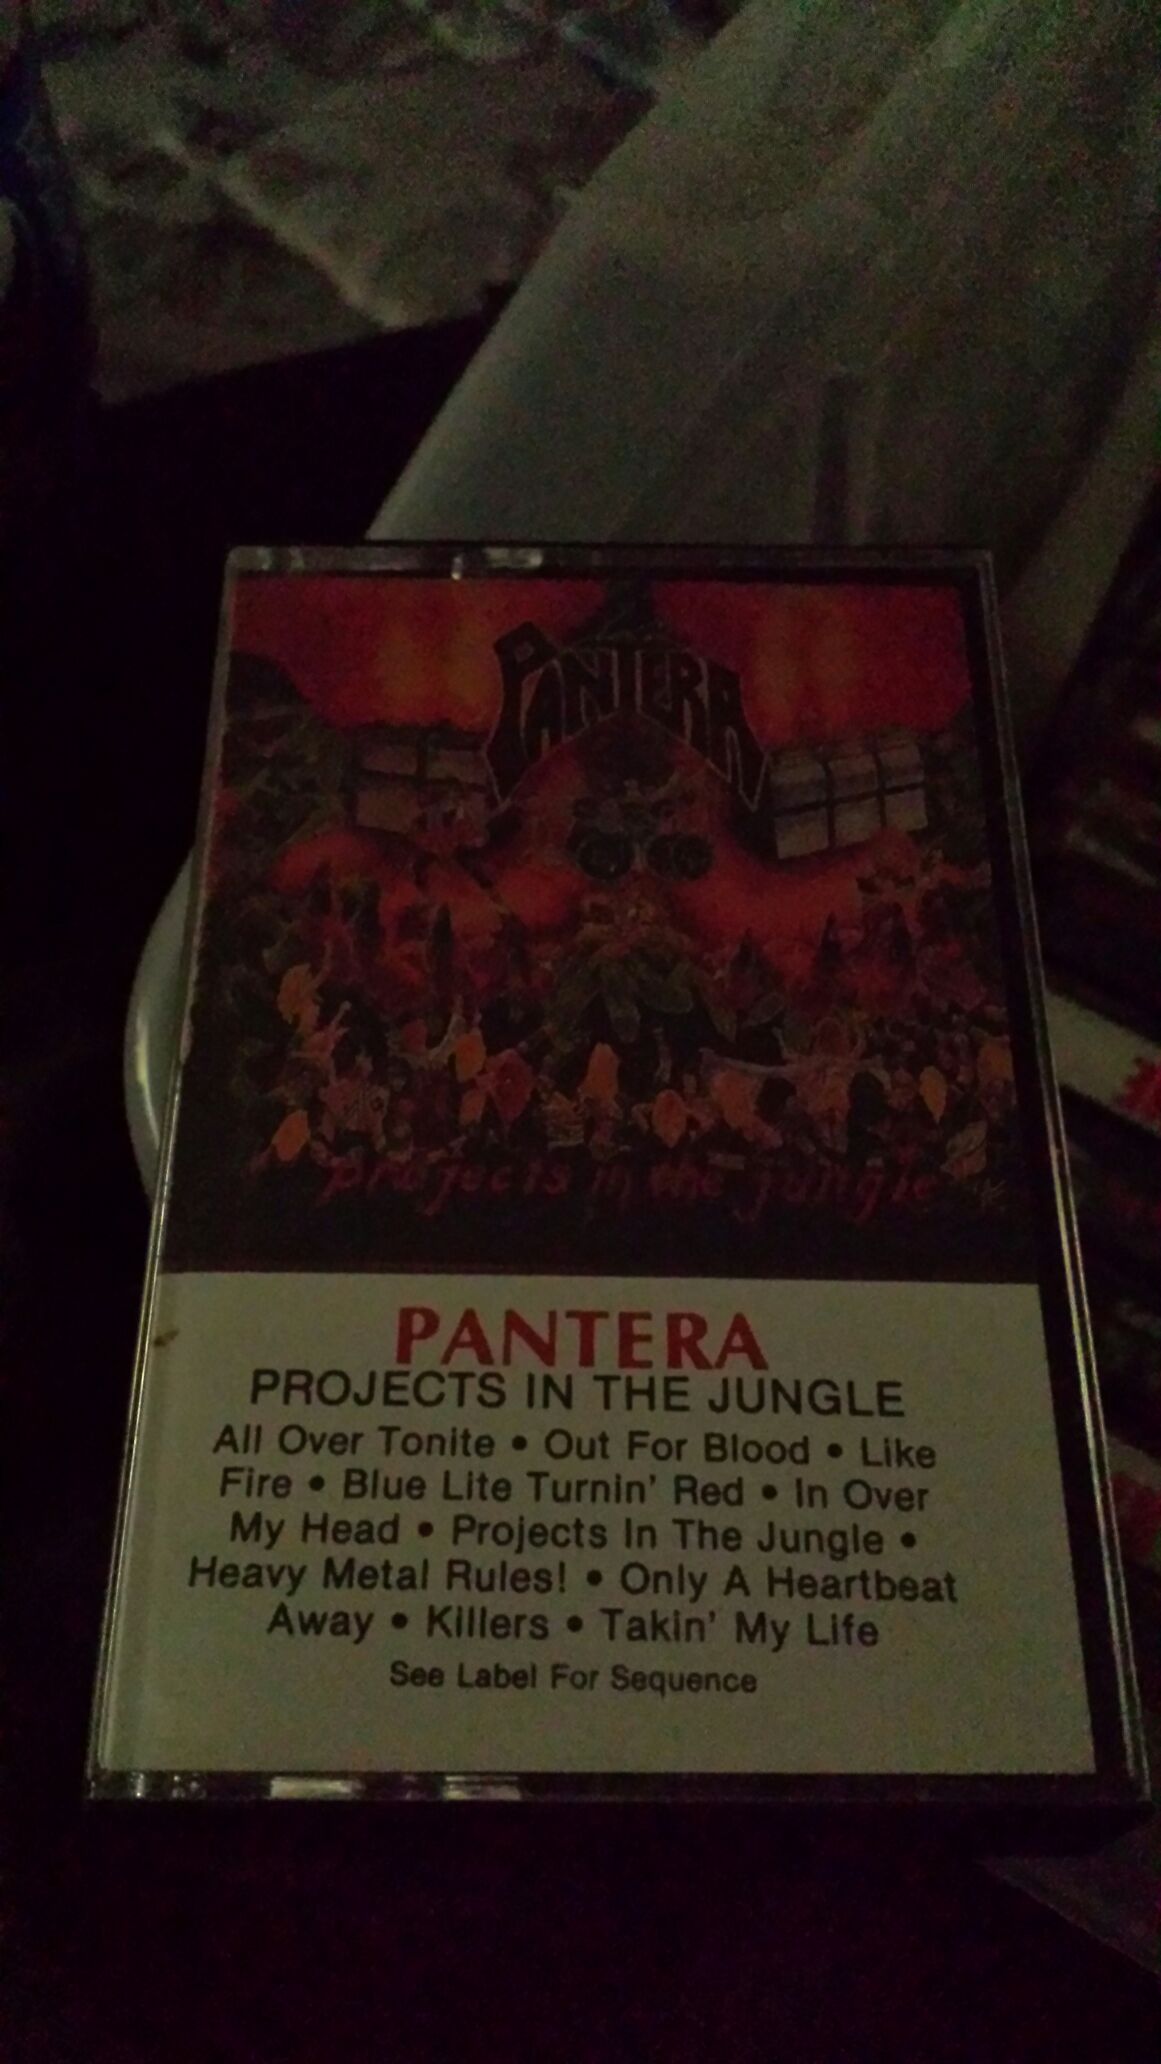 PANTERA
projects in the jungle
PANTERA
PROJECTS IN THE JUNGLE
All Over Tonite • Out For Blood • Like
Fire • Blue Lite Turnin' Red • In Over
My Head • Projects In The Jungle •
Heavy Metal Rules! • Only A Heartbeat
Away • Killers • Takin' My Life
See Label For Sequence